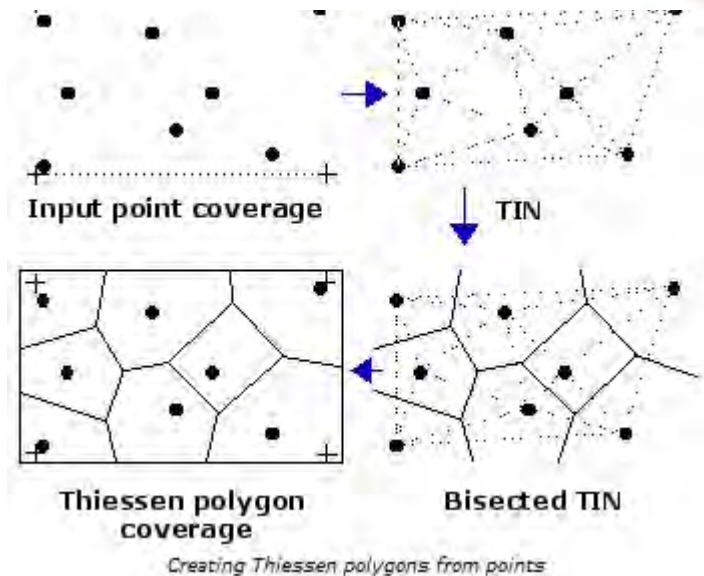 Input point coverage
TIN
Thiessen polygon
coverage
Bisected TIN
Creating Thiessen polygons from points